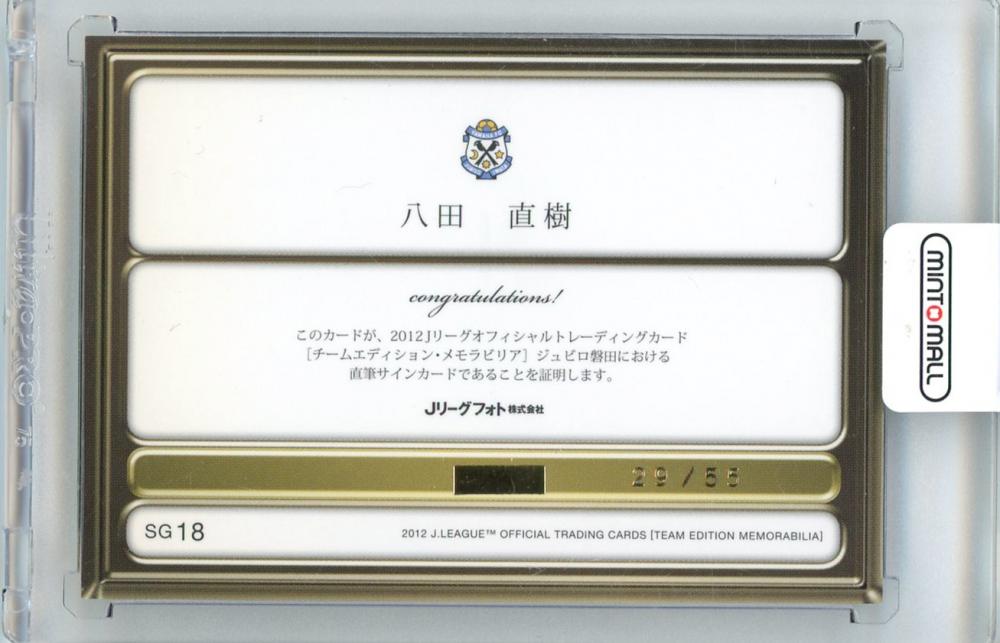 八田 直樹
congratulations!
このカードが、2012Jリーグオフィシャルトレーディングカード
［チームエディション・メモラビリア］ジュビロ磐田における
直筆サインカードであることを証明します。
Jリーグフォト株式会社
29/55
SG18
2012 J.LEAGUE™ OFFICIAL TRADING CARDS [TEAM EDITION MEMORABILIA]
MINT MALL